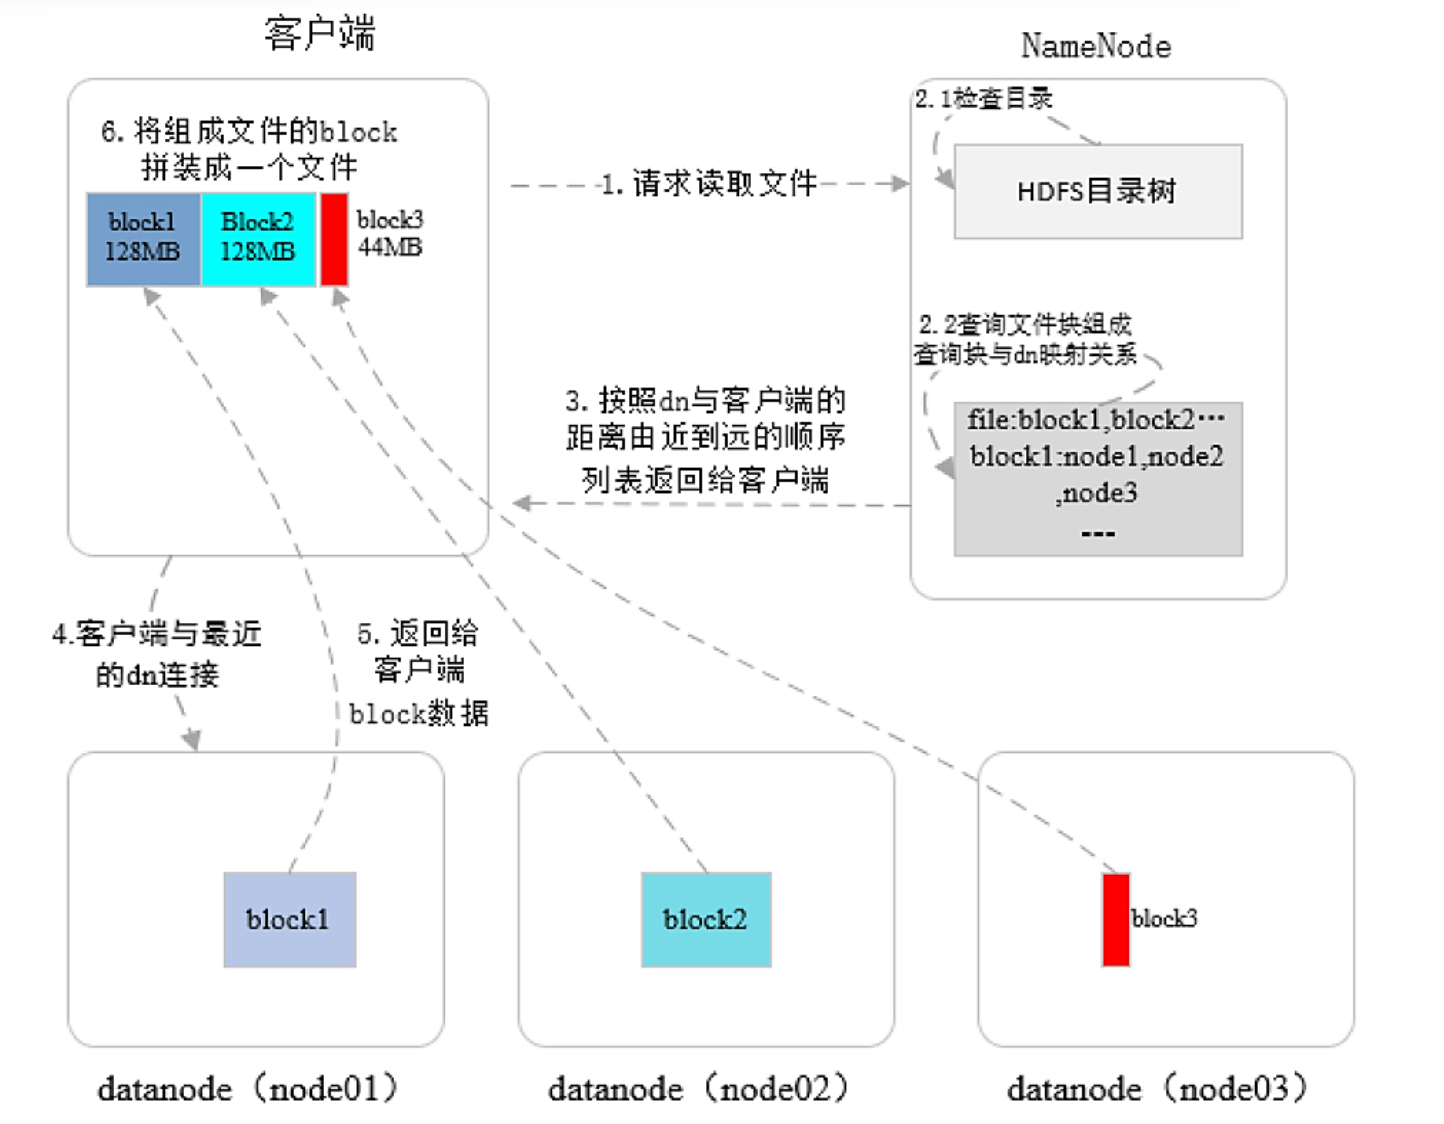 客户端
NameNode
6. 将组成文件的block
拼装成一个文件
block1
128MB
Block2
128MB
block3
44MB
1. 请求读取文件
2.1检查目录
HDFS目录树
2.2查询文件块组成
查询块与dn映射关系
file:block1,block2…
block1:node1,node2
,node3
---
3. 按照dn与客户端的
距离由近到远的顺序
列表返回给客户端
4.客户端与最近
的dn连接
5. 返回给
客户端
block数据
block1
block2
block3
datanode（node01）
datanode（node02）
datanode（node03）